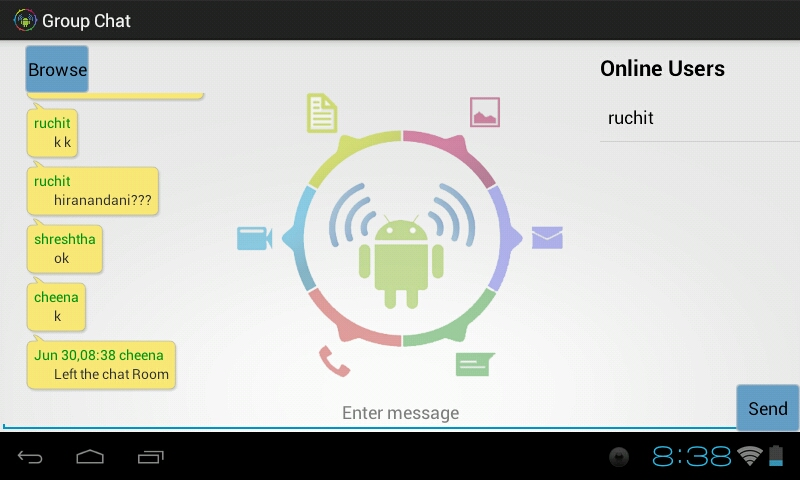 Group Chat
Browse
ruchit
k k
ruchit
hiranandani???
shreshtha
ok
cheena
k
Jun 30,08:38 cheena
Left the chat Room
Online Users
ruchit
Enter message
Send
8:38